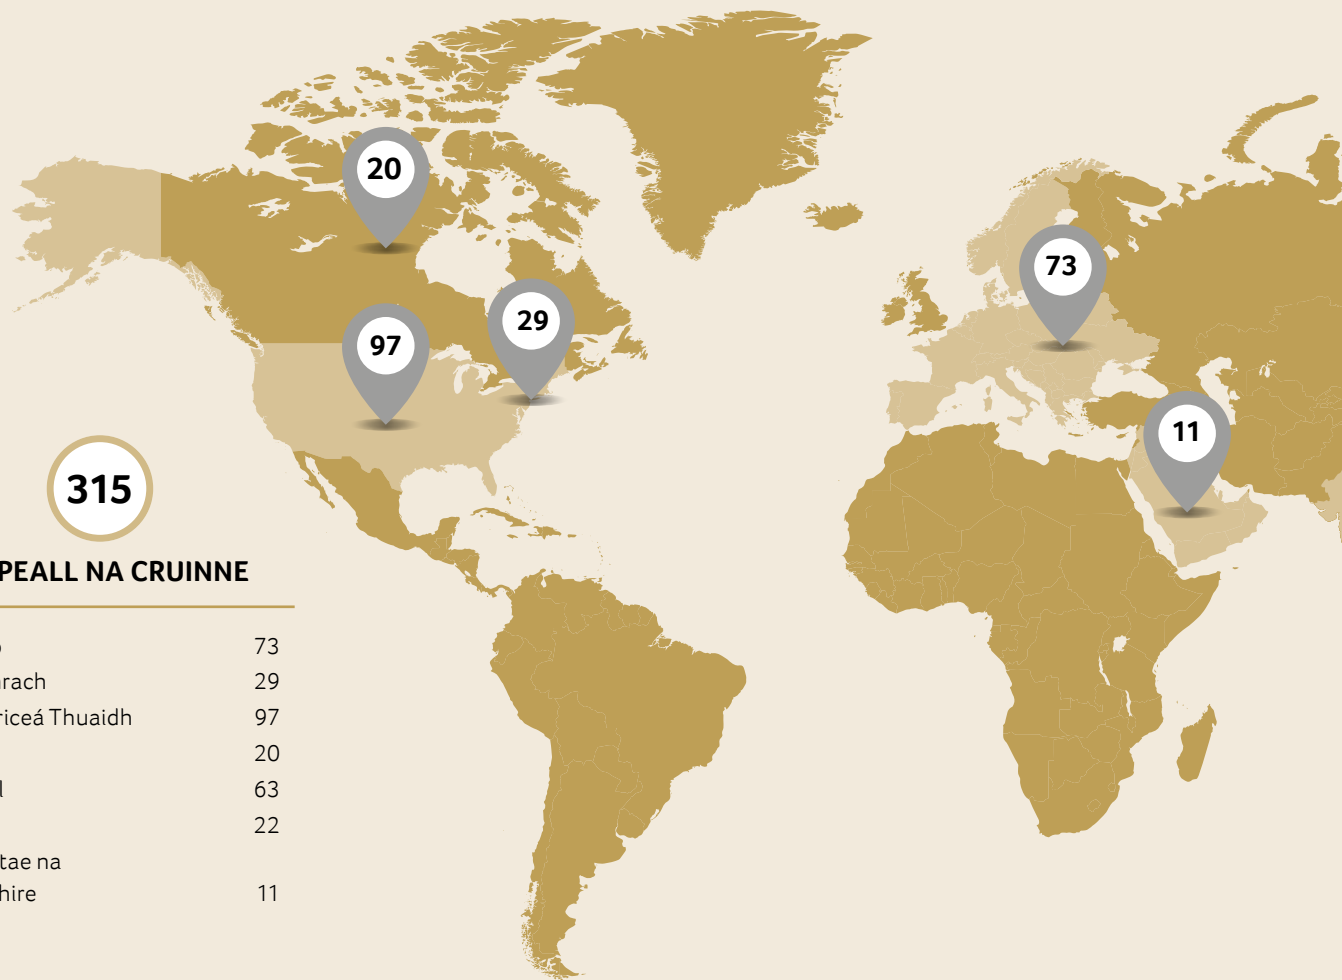 20
73
29
97
11
315
PEALL NA CRUINNE
73
rach 29
riceá Thuaidh 97
20
l 63
22
tae na
hire 11